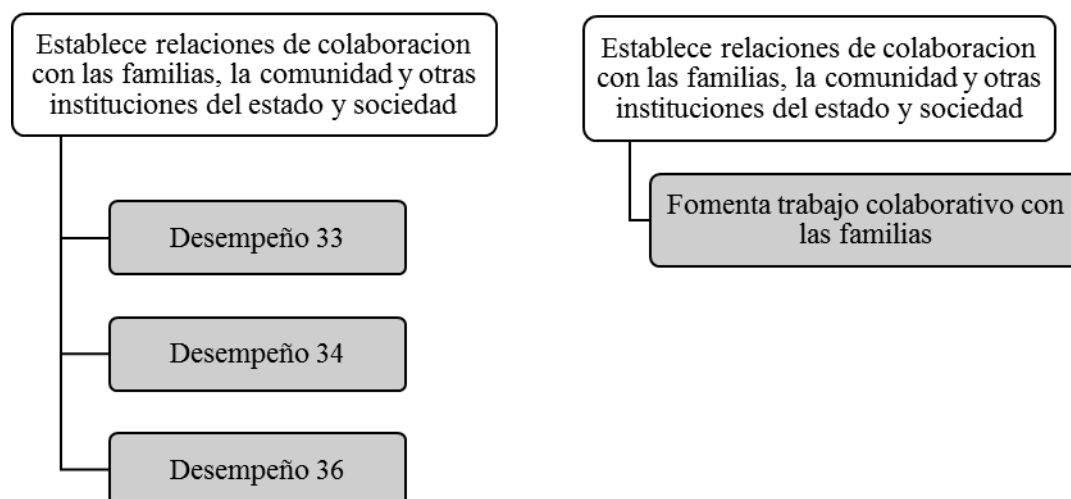 Establece relaciones de colaboracion
con las familias, la comunidad y otras
instituciones del estado y sociedad
Desempeño 33
Desempeño 34
Desempeño 36
Establece relaciones de colaboracion
con las familias, la comunidad y otras
instituciones del estado y sociedad
Fomenta trabajo colaborativo con
las familias